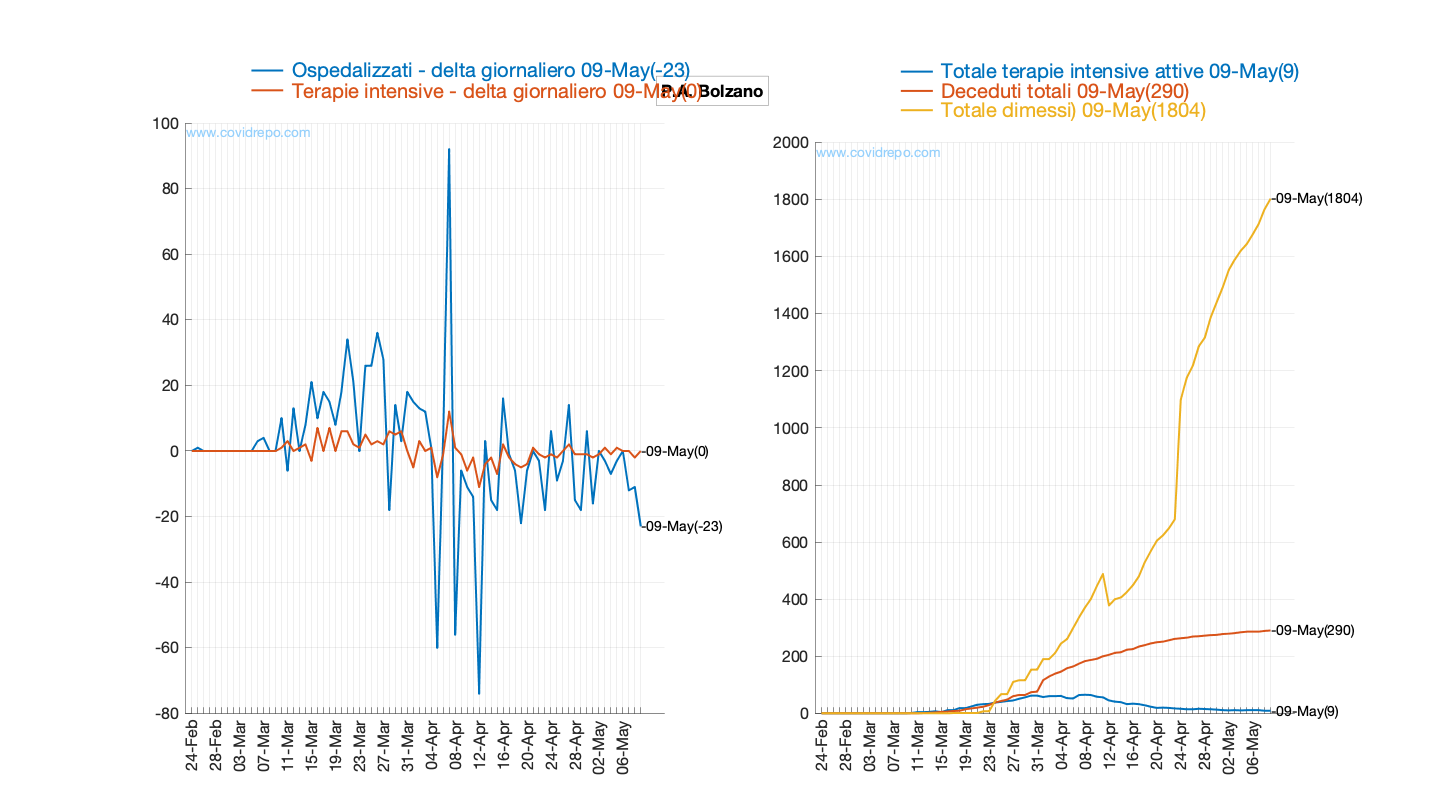 Ospedalizzati - delta giornaliero 09-May(-23)
Terapie intensive - delta giornaliero 09-May(0)
P.A. Bolzano
www.covidrepo.com
100
80
60
40
20
0
-20
-40
-60
-80
-09-May(0)
-09-May(-23)
24-Feb
28-Feb
03-Mar
07-Mar
11-Mar
15-Mar
19-Mar
23-Mar
27-Mar
31-Mar
04-Apr
08-Apr
12-Apr
16-Apr
20-Apr
24-Apr
28-Apr
02-May
06-May
Totale terapie intensive attive 09-May(9)
Deceduti totali 09-May(290)
Totale dimessi) 09-May(1804)
www.covidrepo.com
2000
1800
1600
1400
1200
1000
800
600
400
200
0
-09-May(1804)
-09-May(290)
-09-May(9)
24-Feb
28-Feb
03-Mar
07-Mar
11-Mar
15-Mar
19-Mar
23-Mar
27-Mar
31-Mar
04-Apr
08-Apr
12-Apr
16-Apr
20-Apr
24-Apr
28-Apr
02-May
06-May